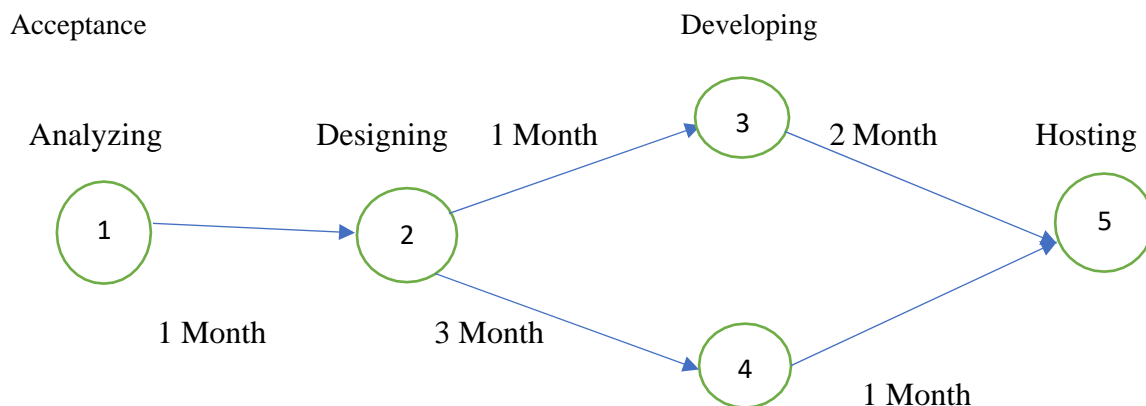 Acceptance Developing
Analyzing Designing 1 Month 3 2 Month Hosting
1 2 5
1 Month 3 Month 4 1 Month